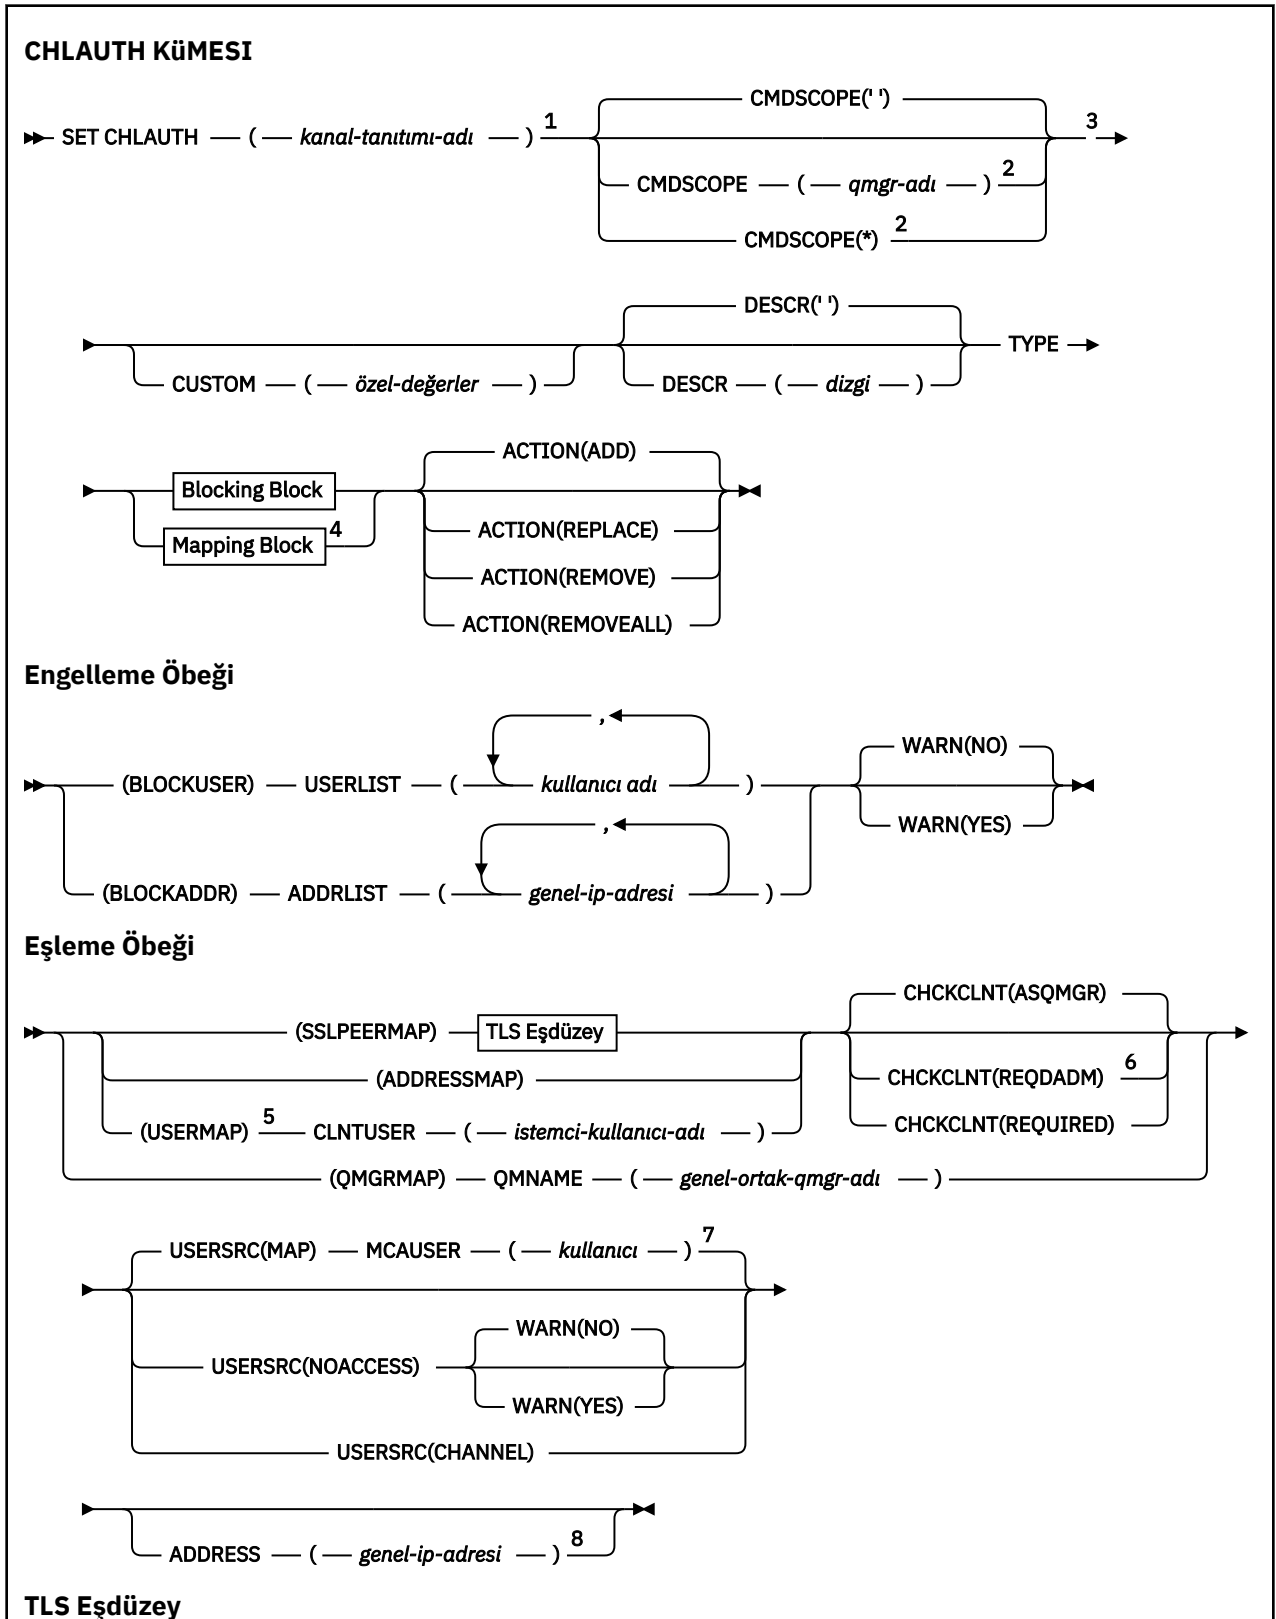 CHLAUTH KüMESI
CMDSCOPE(' ')
SET CHLAUTH ( kanal-tanıtımı-adı ) 1 3
CMDSCOPE ( qmgr-adı ) 2
CMDSCOPE(*) 2
DESCR(' ')
TYPE
CUSTOM ( özel-değerler ) DESCR ( dizgi )
ACTION(ADD)
Blocking Block
ACTION(REPLACE)
Mapping Block 4
ACTION(REMOVE)
ACTION(REMOVEALL)
Engelleme Öbeği
,
WARN(NO)
(BLOCKUSER) USERLIST ( kullanıcı adı )
WARN(YES)
,
(BLOCKADDR) ADDRLIST ( genel-ip-adresi )
Eşleme Öbeği
CHCKCLNT(ASQMGR)
(SSLPEERMAP) TLS Eşdüzey
CHCKCLNT(REQDADM) 6
(ADDRESSMAP)
CHCKCLNT(REQUIRED)
(USERMAP) 5 CLNTUSER ( istemci-kullanıcı-adı )
(QMGRMAP) QMNAME ( genel-ortak-qmgr-adı )
USERSRC(MAP) MCAUSER ( kullanıcı ) 7
WARN(NO)
USERSRC(NOACCESS)
WARN(YES)
USERSRC(CHANNEL)
ADDRESS ( genel-ip-adresi ) 8
TLS Eşdüzey